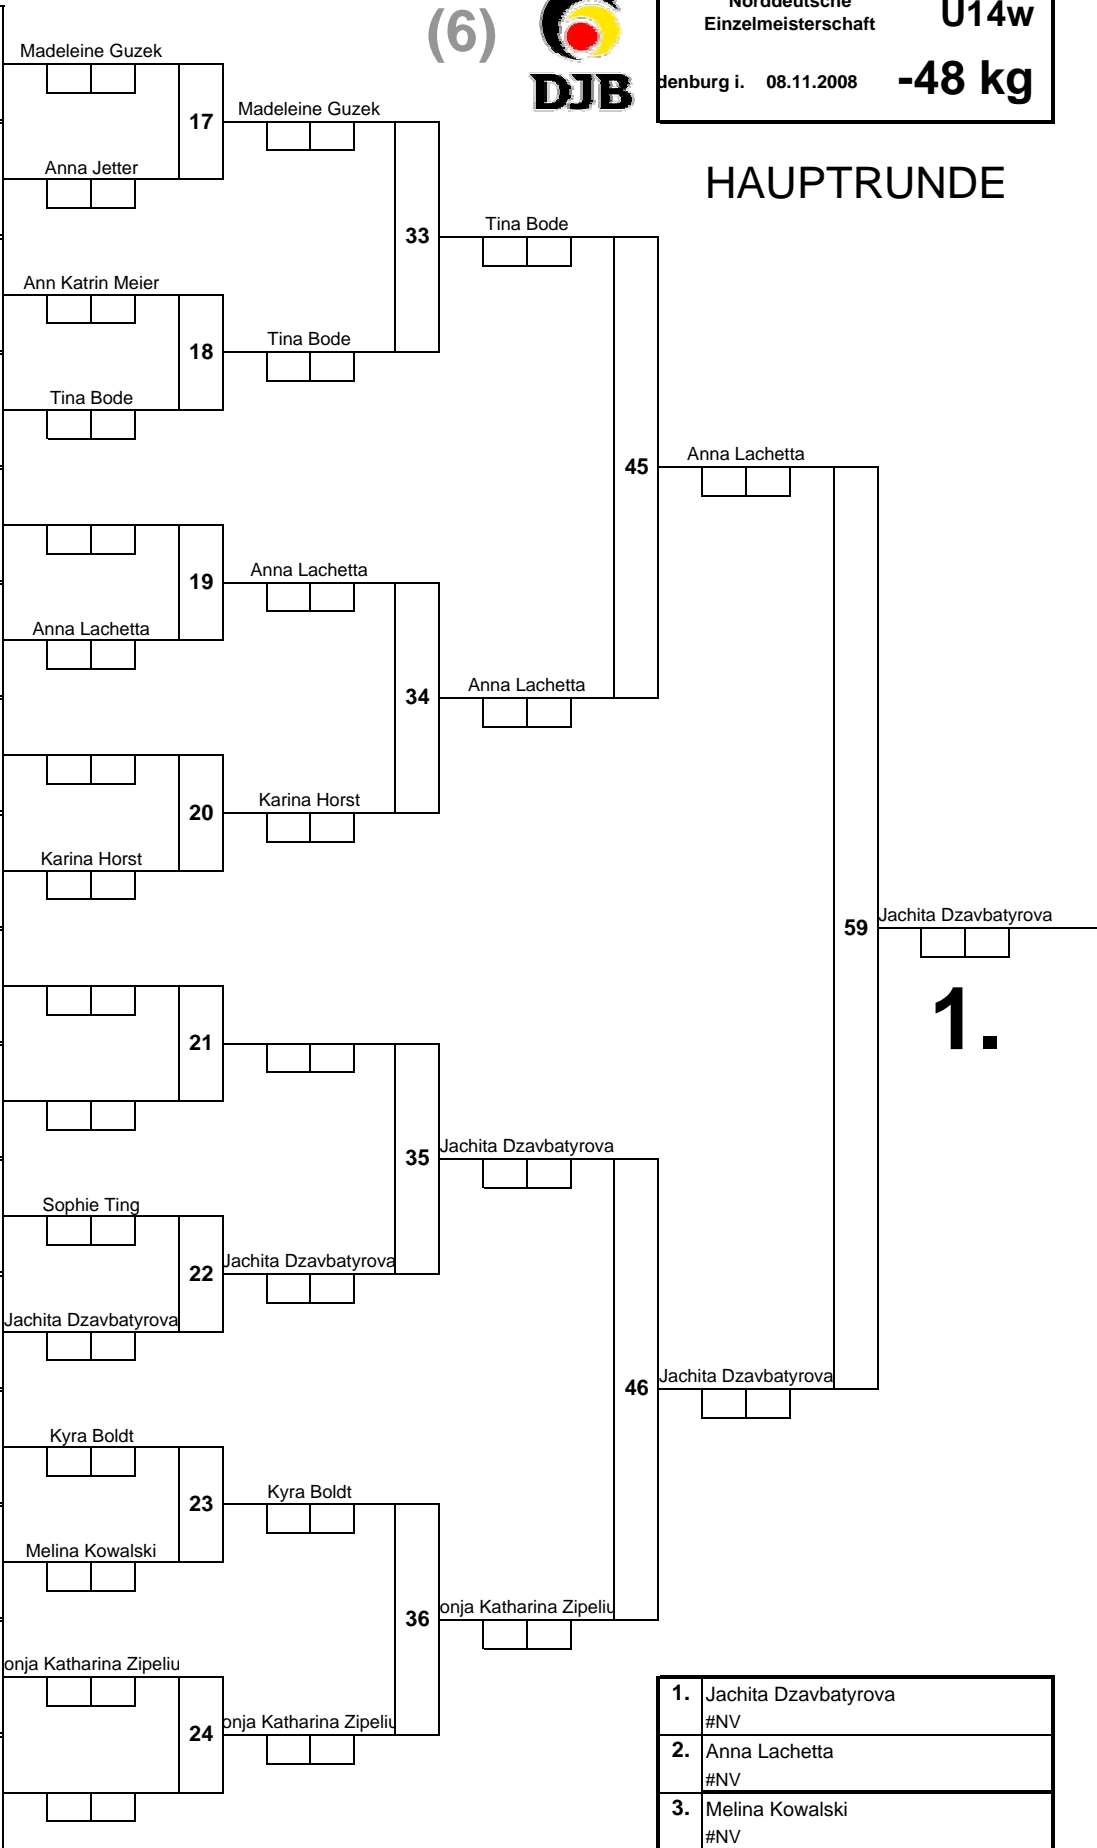 (6)
DJB
Norddeutsche
Einzelmeisterschaft
U14w
denburg i. 08.11.2008 -48 kg
HAUPTRUNDE
Madeleine Guzek
17
Madeleine Guzek
Anna Jetter
33
Tina Bode
Ann Katrin Meier
18
Tina Bode
Tina Bode
45
Anna Lachetta
19
Anna Lachetta
Anna Lachetta
34
Anna Lachetta
20
Karina Horst
Karina Horst
59
Jachita Dzavbatyrova
1.
21
35
Jachita Dzavbatyrova
Sophie Ting
22
Jachita Dzavbatyrova
Jachita Dzavbatyrova
46
Jachita Dzavbatyrova
Kyra Boldt
23
Kyra Boldt
Melina Kowalski
36
onja Katharina Zipeliu
onja Katharina Zipeliu
24
onja Katharina Zipeliu
1. Jachita Dzavbatyrova
#NV
2. Anna Lachetta
#NV
3. Melina Kowalski
#NV